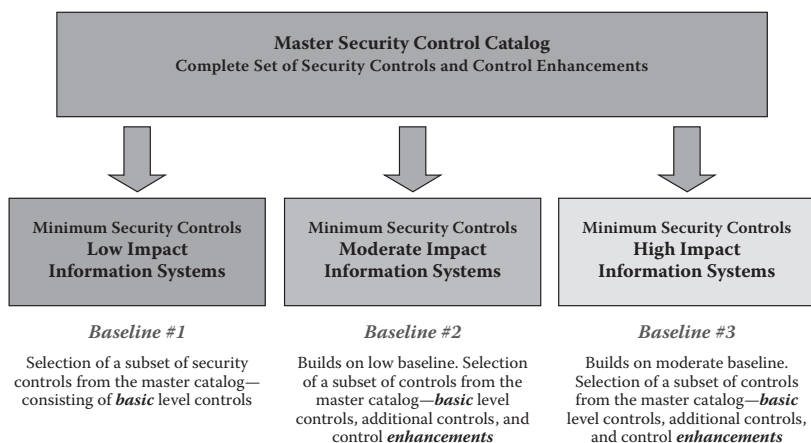 Master Security Control Catalog
Complete Set of Security Controls and Control Enhancements
Minimum Security Controls
Low Impact
Information Systems
Minimum Security Controls
Moderate Impact
Information Systems
Minimum Security Controls
High Impact
Information Systems
Baseline #1
Selection of a subset of security
controls from the master catalog—
consisting of basic level controls
Baseline #2
Builds on low baseline. Selection
of a subset of controls from the
master catalog—basic level
controls, additional controls, and
control enhancements
Baseline #3
Builds on moderate baseline.
Selection of a subset of controls
from the master catalog—basic
level controls, additional controls,
and control enhancements